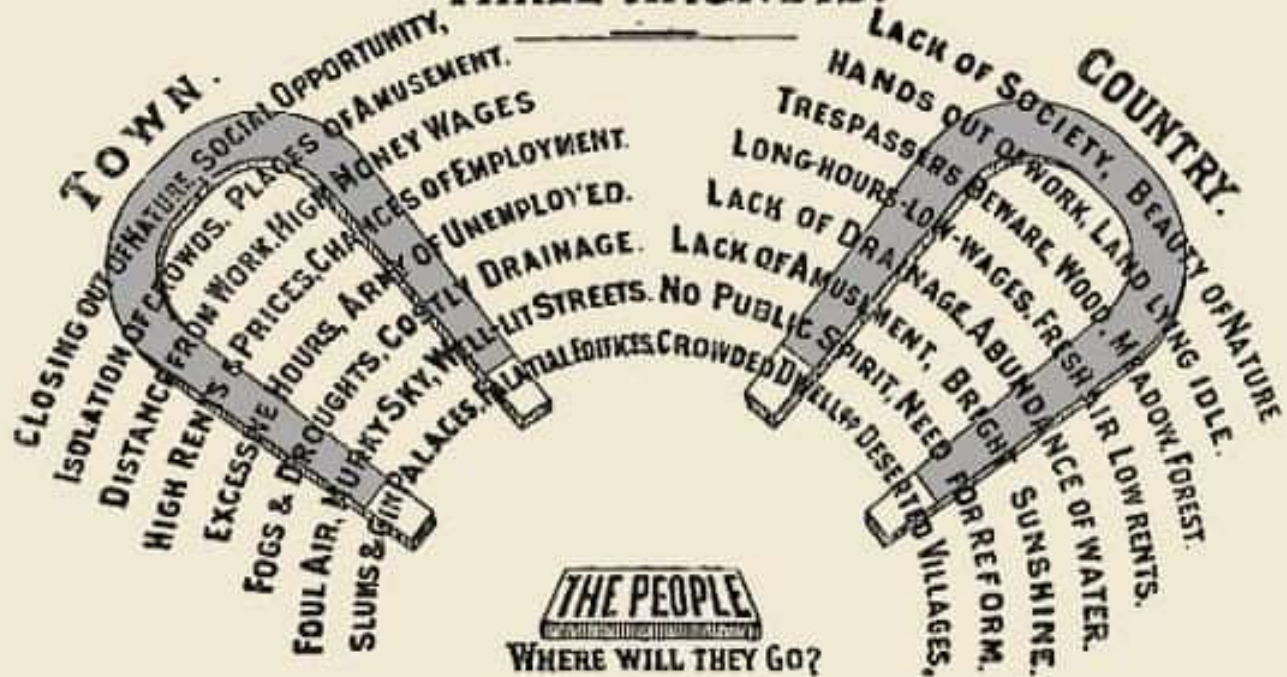 TOWN.
CLOSING OUT OF NATURE. SOCIAL OPPORTUNITY,
ISOLATION OF CROWDS. PLACES OF AMUSEMENT.
DISTANCE FROM WORK. HIGH MONEY WAGES
HIGH RENTS & PRICES, CHANCES OF EMPLOYMENT.
EXCESSIVE HOURS, ARMY OF UNEMPLOYED.
FOGS & DROUGHTS, COSTLY DRAINAGE.
FOUL AIR, MURKY SKY, WELL-LIT STREETS.
SLUMS & GIN PALACES, PALATIAL EDIFICES.
COUNTRY.
LACK OF SOCIETY, BEAUTY OF NATURE
HANDS OUT OF WORK, LAND LYING IDLE.
TRESPASSERS BEWARE, WOOD, MEADOW, FOREST.
LONG-HOURS-LOW-WAGES, FRESH AIR LOW RENTS.
LACK OF DRAINAGE, ABUNDANCE OF WATER.
LACK OF AMUSEMENT, BRIGHT SUNSHINE.
NO PUBLIC SPIRIT, NEED FOR REFORM.
CROWDED DWELLGS DESERTED VILLAGES,
THE PEOPLE
WHERE WILL THEY GO?